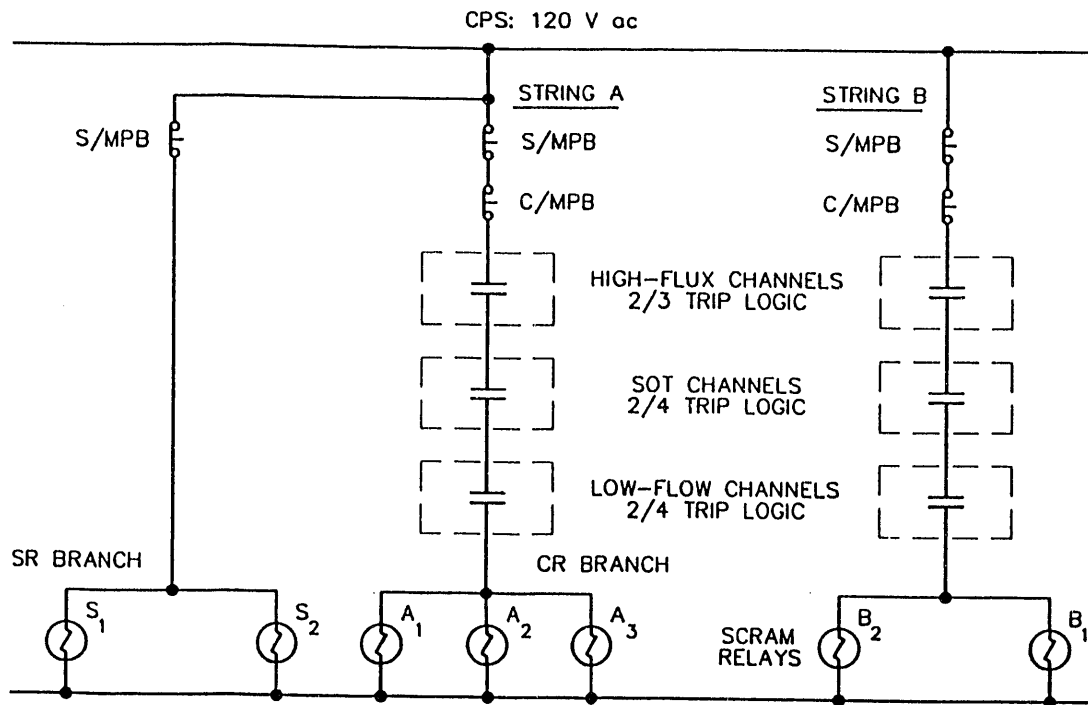 CPS: 120 V ac
STRING A
STRING B
S/MPB
S/MPB
S/MPB
C/MPB
C/MPB
HIGH-FLUX CHANNELS
2/3 TRIP LOGIC
SOT CHANNELS
2/4 TRIP LOGIC
LOW-FLOW CHANNELS
2/4 TRIP LOGIC
SR BRANCH
CR BRANCH
S1
S2
A1
A2
A3
SCRAM
RELAYS
B2
B1